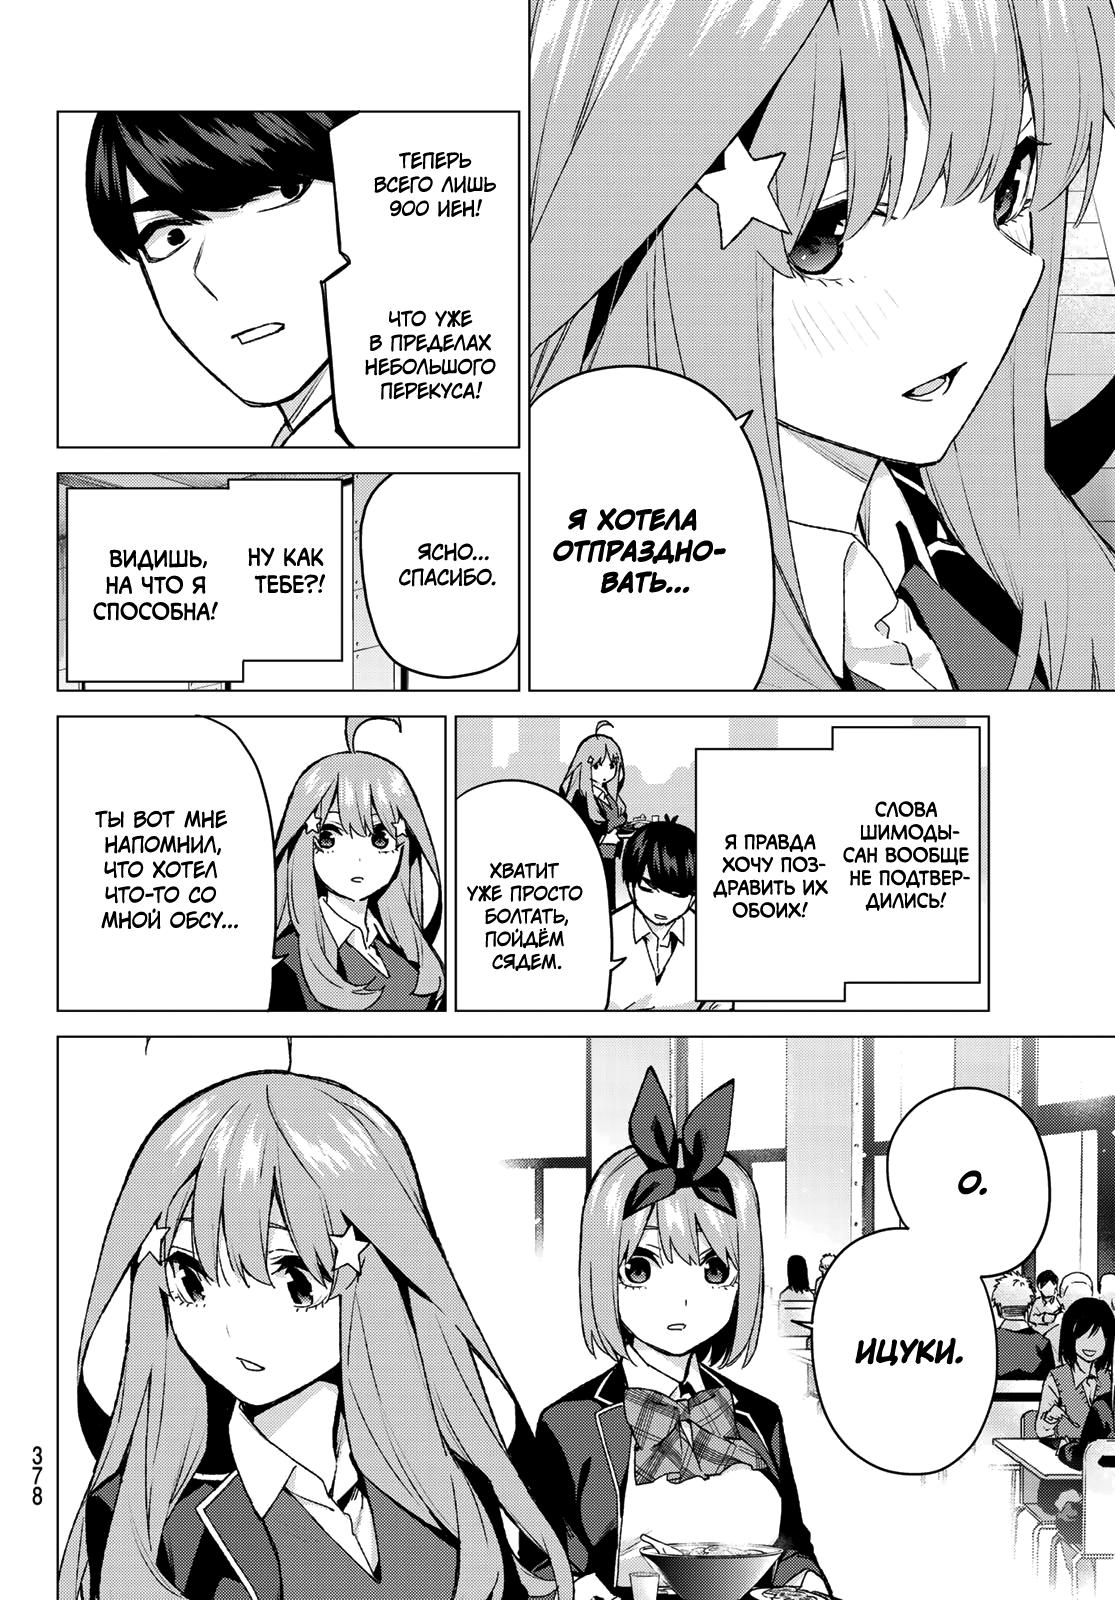 Я ХОТЕЛА
ОТПРАЗДНО-
ВАТЬ...
ТЕПЕРЬ
ВСЕГО ЛИШЬ
900 ИЕН!
ЧТО УЖЕ
В ПРЕДЕЛАХ
НЕБОЛЬШОГО
ПЕРЕКУСА!
ЯСНО...
СПАСИБО.
НУ КАК
ТЕБЕ?!
ВИДИШЬ,
НА ЧТО Я
СПОСОБНА!
СЛОВА
ШИМОДЫ-
САН ВООБЩЕ
НЕ ПОДТВЕР-
ДИЛИСЬ!
Я ПРАВДА
ХОЧУ ПОЗ-
ДРАВИТЬ ИХ
ОБОИХ!
ХВАТИТ
УЖЕ ПРОСТО
БОЛТАТЬ,
ПОЙДЁМ
СЯДЕМ.
ТЫ ВОТ МНЕ
НАПОМНИЛ,
ЧТО ХОТЕЛ
ЧТО-ТО СО
МНОЙ ОБСУ...
О.
ИЦУКИ.
378